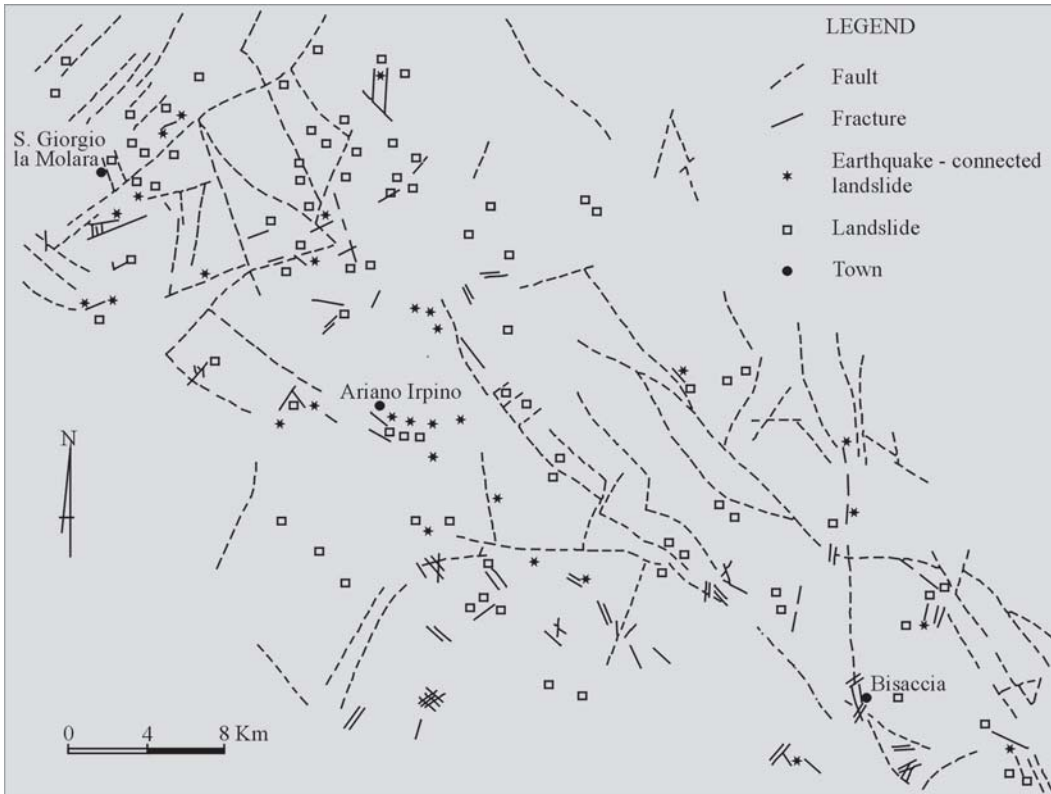 LEGEND
Fault
Fracture
Earthquake - connected
landslide
Landslide
Town
S. Giorgio
la Molara
Ariano Irpino
N
Bisaccia
0 4 8 Km